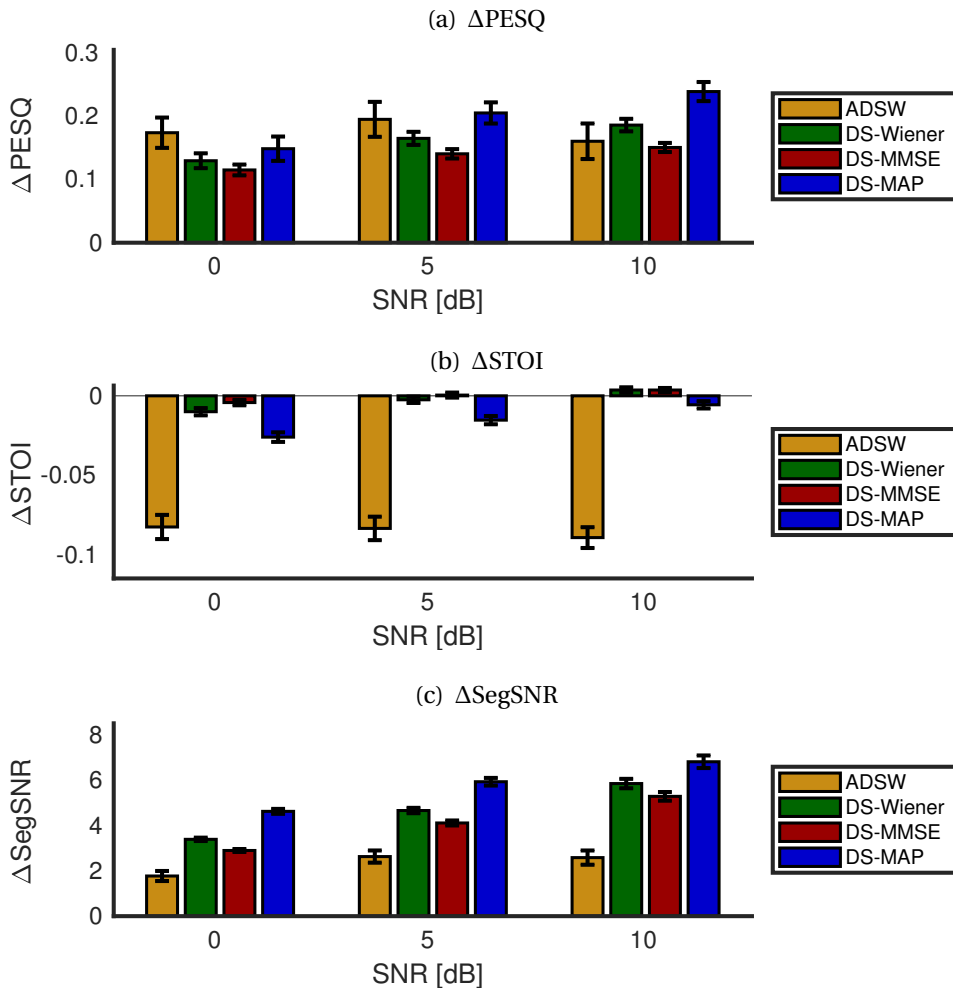 (a) ΔPESQ
0.3
0.2
0.1
0
ΔPESQ
0
5
10
SNR [dB]
ADSW
DS-Wiener
DS-MMSE
DS-MAP
(b) ΔSTOI
0
-0.05
-0.1
ΔSTOI
0
5
10
SNR [dB]
ADSW
DS-Wiener
DS-MMSE
DS-MAP
(c) ΔSegSNR
8
6
4
2
0
ΔSegSNR
0
5
10
SNR [dB]
ADSW
DS-Wiener
DS-MMSE
DS-MAP